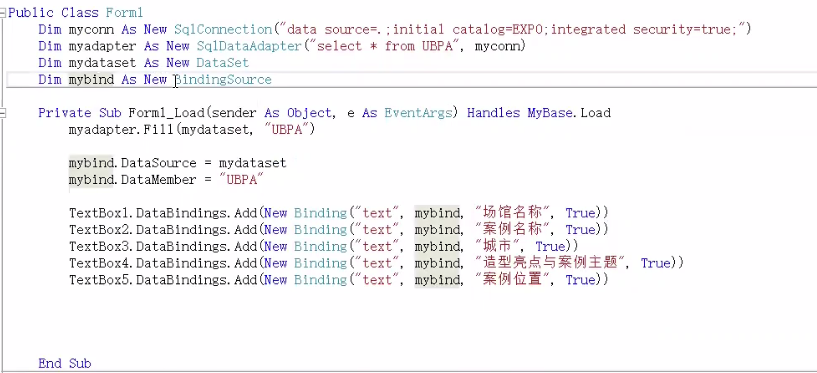 Public Class Form1
Dim myconn As New SqlConnection("data source=.;initial catalog=EXPO;integrated security=true;")
Dim myadapter As New SqlDataAdapter("select * from UBPA", myconn)
Dim mydataset As New DataSet
Dim mybind As New BindingSource
Private Sub Form1_Load(sender As Object, e As EventArgs) Handles MyBase.Load
myadapter.Fill(mydataset, "UBPA")
mybind.DataSource = mydataset
mybind.DataMember = "UBPA"
TextBox1.DataBindings.Add(New Binding("text", mybind, "场馆名称", True))
TextBox2.DataBindings.Add(New Binding("text", mybind, "案例名称", True))
TextBox3.DataBindings.Add(New Binding("text", mybind, "城市", True))
TextBox4.DataBindings.Add(New Binding("text", mybind, "造型亮点与案例主题", True))
TextBox5.DataBindings.Add(New Binding("text", mybind, "案例位置", True))
End Sub